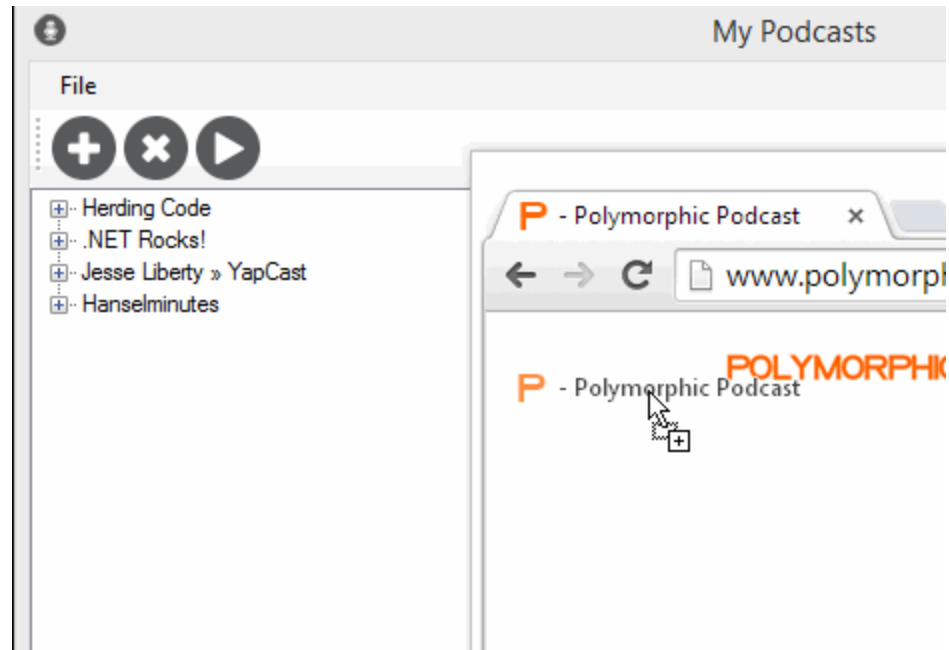 My Podcasts
File
Herding Code
.NET Rocks!
Jesse Liberty » YapCast
Hanselminutes
P - Polymorphic Podcast
www.polymorph
POLYMORPHIC
P - Polymorphic Podcast